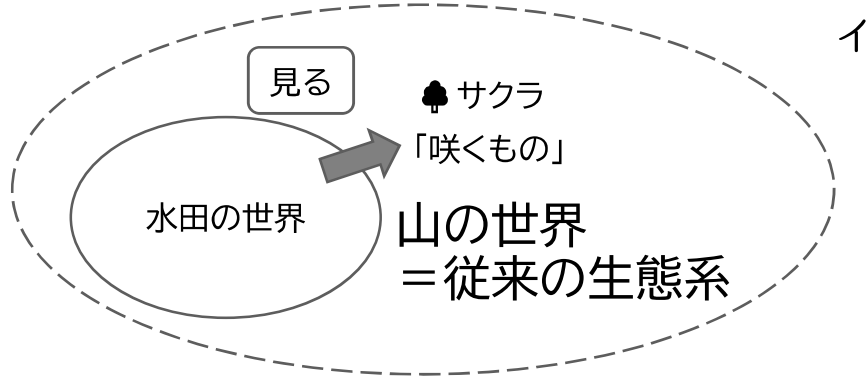 イ
見る
サクラ
「咲くもの」
水田の世界
山の世界
＝従来の生態系